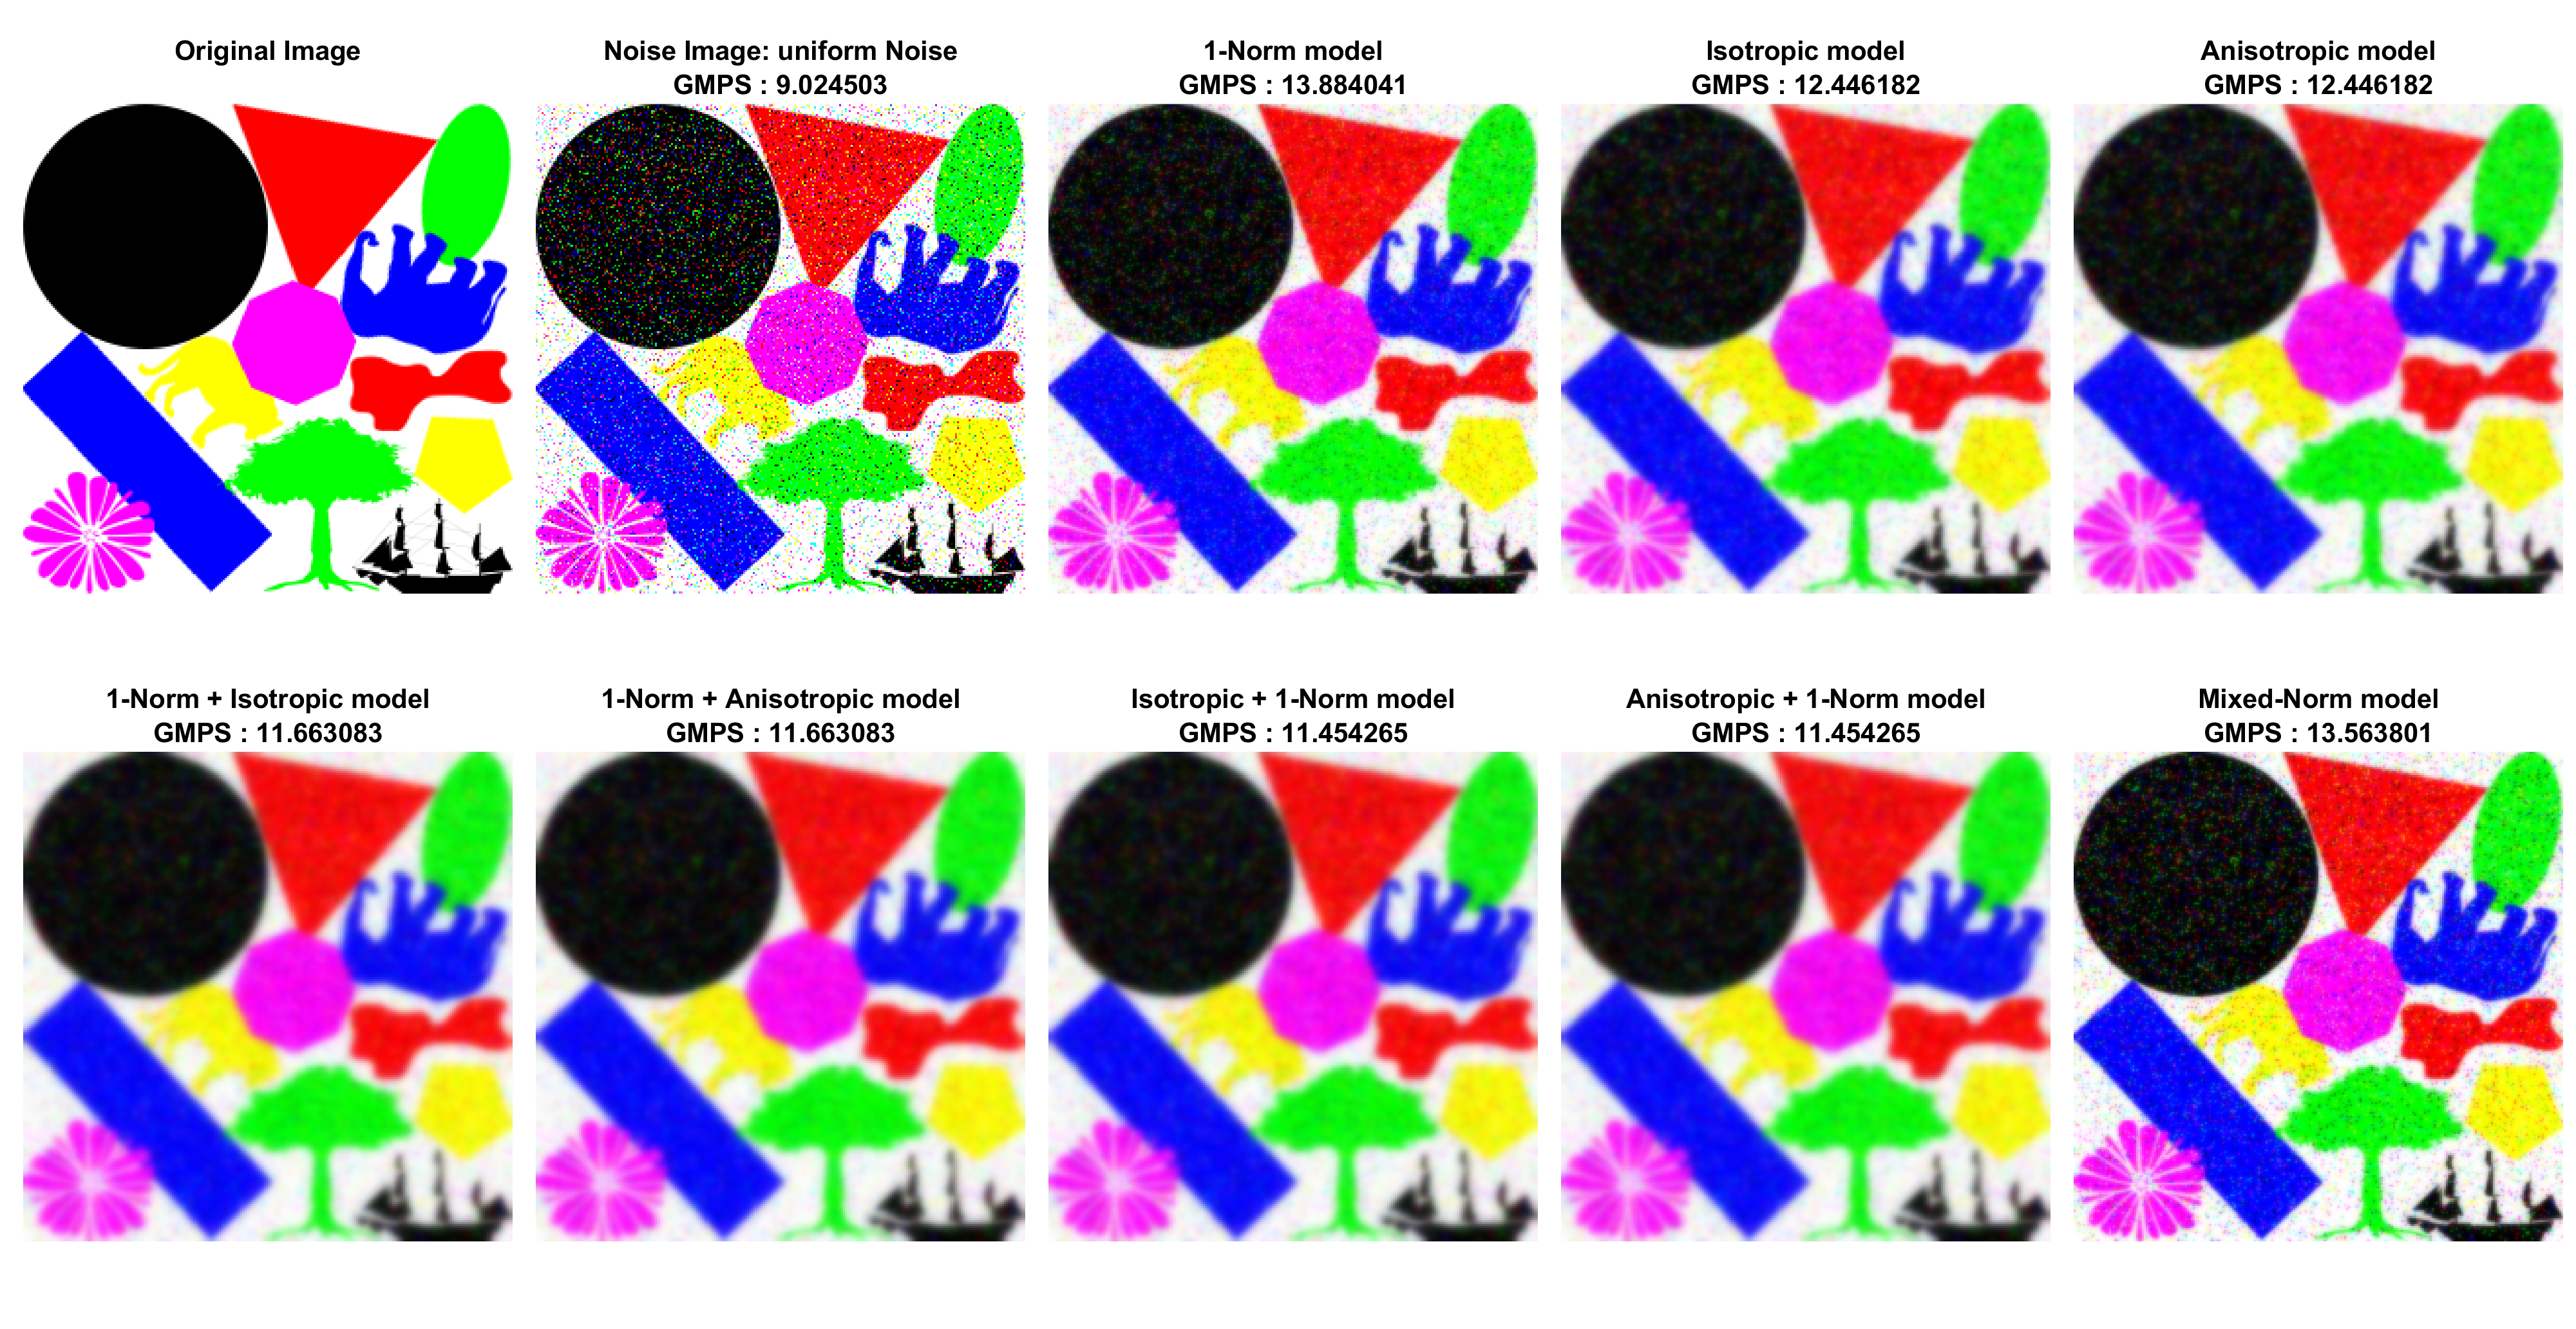 Original Image
Noise Image: uniform Noise
GMPS : 9.024503
1-Norm model
GMPS : 13.884041
Isotropic model
GMPS : 12.446182
Anisotropic model
GMPS : 12.446182
1-Norm + Isotropic model
GMPS : 11.663083
1-Norm + Anisotropic model
GMPS : 11.663083
Isotropic + 1-Norm model
GMPS : 11.454265
Anisotropic + 1-Norm model
GMPS : 11.454265
Mixed-Norm model
GMPS : 13.563801